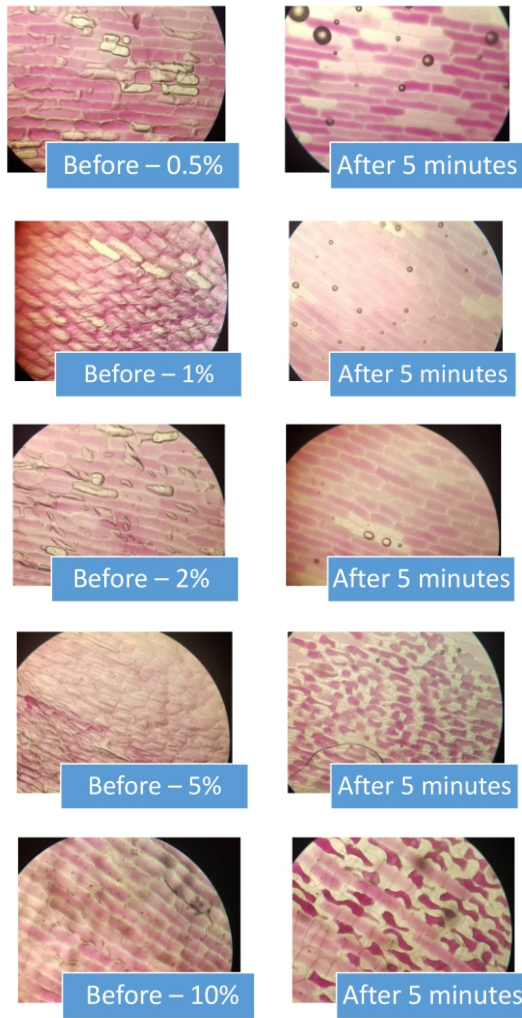 Before – 0.5%
After 5 minutes
Before – 1%
After 5 minutes
Before – 2%
After 5 minutes
Before – 5%
After 5 minutes
Before – 10%
After 5 minutes